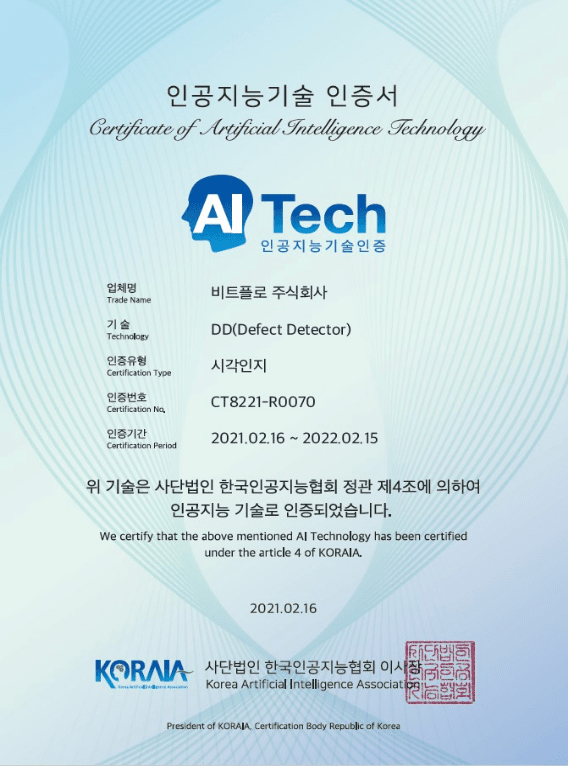 인공지능기술 인증서
Certificate of Artificial Intelligence Technology
AI Tech
인공지능기술인증
업체명
Trade Name
비트플로 주식회사
기 술
Technology
DD(Defect Detector)
인증유형
Certification Type
시각인지
인증번호
Certification No.
CT8221-R0070
인증기간
Certification Period
2021.02.16 ~ 2022.02.15
위 기술은 사단법인 한국인공지능협회 정관 제4조에 의하여
인공지능 기술로 인증되었습니다.
We certify that the above mentioned AI Technology has been certified
under the article 4 of KORAIA.
2021.02.16
KORAIA
Korea Artificial Intelligence Association
사단법인 한국인공지능협회 이사장
Korea Artificial Intelligence Association
President of KORAIA, Certification Body Republic of Korea